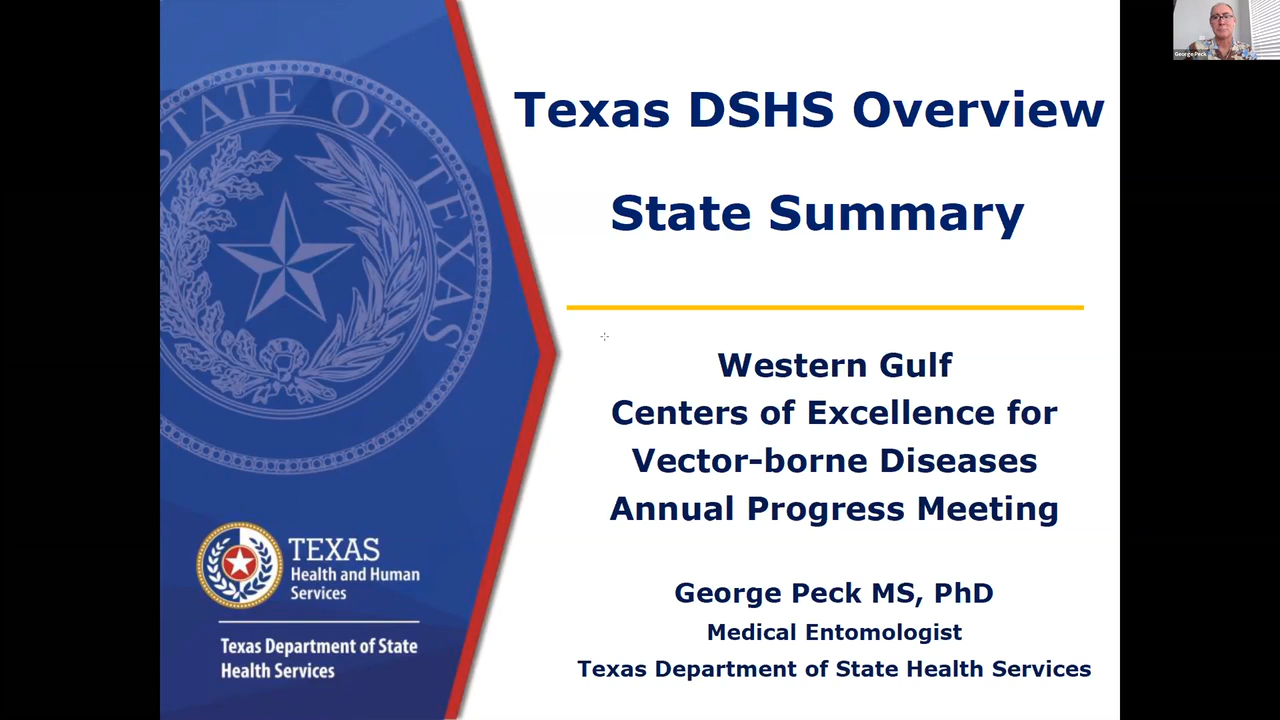 Texas DSHS Overview
State Summary
Western Gulf
Centers of Excellence for
Vector-borne Diseases
Annual Progress Meeting
George Peck MS, PhD
Medical Entomologist
Texas Department of State Health Services
STATE OF TEXAS
TEXAS
Health and Human
Services
Texas Department of State
Health Services
George Peck